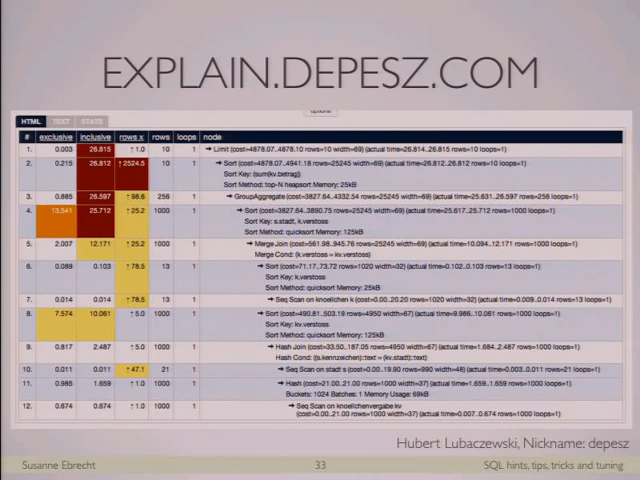 EXPLAIN.DEPESZ.COM
options
HTML TEXT STATS
# exclusive inclusive rows x rows loops node
1. 0.003 26.815 ↑ 1.0 10 1 → Limit (cost=4878.07..4878.10 rows=10 width=69) (actual time=26.814..26.815 rows=10 loops=1)
2. 0.215 26.812 ↑ 2524.5 10 1 → Sort (cost=4878.07..4941.18 rows=25245 width=69) (actual time=26.812..26.812 rows=10 loops=1)
Sort Key: (sum(kv.betrag))
Sort Method: top-N heapsort Memory: 25kB
3. 0.885 26.597 ↑ 98.6 256 1 → GroupAggregate (cost=3827.64..4332.54 rows=25245 width=69) (actual time=25.631..26.597 rows=256 loops=1)
4. 13.541 25.712 ↑ 25.2 1000 1 → Sort (cost=3827.64..3890.75 rows=25245 width=69) (actual time=25.617..25.712 rows=1000 loops=1)
Sort Key: s.stadt, k.verstoss
Sort Method: quicksort Memory: 125kB
5. 2.007 12.171 ↑ 25.2 1000 1 → Merge Join (cost=561.98..945.76 rows=25245 width=69) (actual time=10.094..12.171 rows=1000 loops=1)
Merge Cond: (k.verstoss = kv.verstoss)
6. 0.089 0.103 ↑ 78.5 13 1 → Sort (cost=71.17..73.72 rows=1020 width=32) (actual time=0.102..0.103 rows=13 loops=1)
Sort Key: k.verstoss
Sort Method: quicksort Memory: 25kB
7. 0.014 0.014 ↑ 78.5 13 1 → Seq Scan on knoellchen k (cost=0.00..20.20 rows=1020 width=32) (actual time=0.009..0.014 rows=13 loops=1)
8. 7.574 10.061 ↑ 5.0 1000 1 → Sort (cost=490.81..503.19 rows=4950 width=67) (actual time=9.986..10.061 rows=1000 loops=1)
Sort Key: kv.verstoss
Sort Method: quicksort Memory: 125kB
9. 0.817 2.487 ↑ 5.0 1000 1 → Hash Join (cost=33.50..187.05 rows=4950 width=67) (actual time=1.684..2.487 rows=1000 loops=1)
Hash Cond: ((s.kennzeichen)::text = (kv.stadt)::text)
10. 0.011 0.011 ↑ 47.1 21 1 → Seq Scan on stadt s (cost=0.00..19.90 rows=990 width=48) (actual time=0.003..0.011 rows=21 loops=1)
11. 0.985 1.659 ↑ 1.0 1000 1 → Hash (cost=21.00..21.00 rows=1000 width=37) (actual time=1.659..1.659 rows=1000 loops=1)
Buckets: 1024 Batches: 1 Memory Usage: 69kB
12. 0.674 0.674 ↑ 1.0 1000 1 → Seq Scan on knoellchenvergabe kv
(cost=0.00..21.00 rows=1000 width=37) (actual time=0.007..0.674 rows=1000 loops=1)
Hubert Lubaczewski, Nickname: depesz
Susanne Ebrecht 33 SQL hints, tips, tricks and tuning